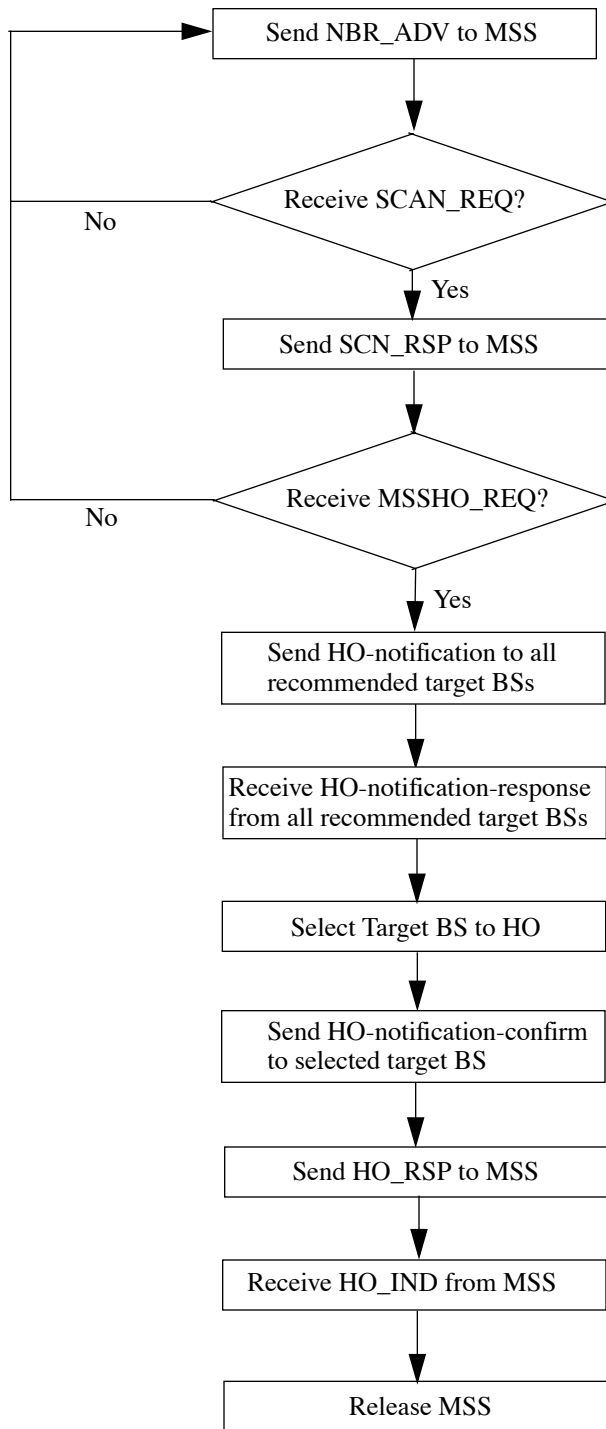 Send NBR_ADV to MSS
Receive SCAN_REQ?
No
Yes
Send SCN_RSP to MSS
Receive MSSHO_REQ?
No
Yes
Send HO-notification to all
recommended target BSs
Receive HO-notification-response
from all recommended target BSs
Select Target BS to HO
Send HO-notification-confirm
to selected target BS
Send HO_RSP to MSS
Receive HO_IND from MSS
Release MSS